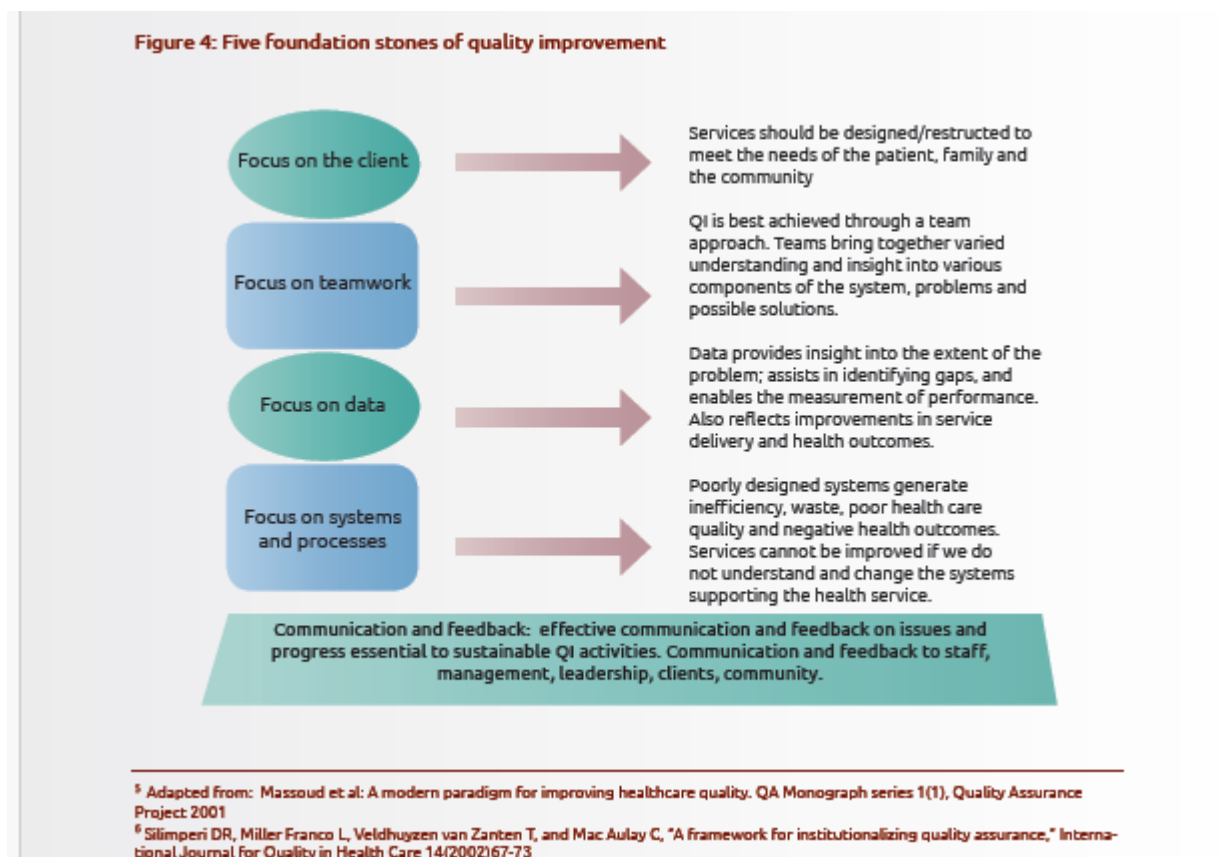 Figure 4: Five foundation stones of quality improvement
Focus on the client
Services should be designed/restructed to
meet the needs of the patient, family and
the community
Focus on teamwork
QI is best achieved through a team
approach. Teams bring together varied
understanding and insight into various
components of the system, problems and
possible solutions.
Focus on data
Data provides insight into the extent of the
problem; assists in identifying gaps, and
enables the measurement of performance.
Also reflects improvements in service
delivery and health outcomes.
Focus on systems
and processes
Poorly designed systems generate
inefficiency, waste, poor health care
quality and negative health outcomes.
Services cannot be improved if we do
not understand and change the systems
supporting the health service.
Communication and feedback: effective communication and feedback on issues and
progress essential to sustainable QI activities. Communication and feedback to staff,
management, leadership, clients, community.
5 Adapted from: Massoud et al: A modern paradigm for improving healthcare quality. QA Monograph series 1(1), Quality Assurance
Project 2001
6 Silimperi DR, Miller Franco L, Veldhuyzen van Zanten T, and Mac Aulay C, "A framework for institutionalizing quality assurance," Interna-
tional Journal for Quality in Health Care 14(2002)67-73